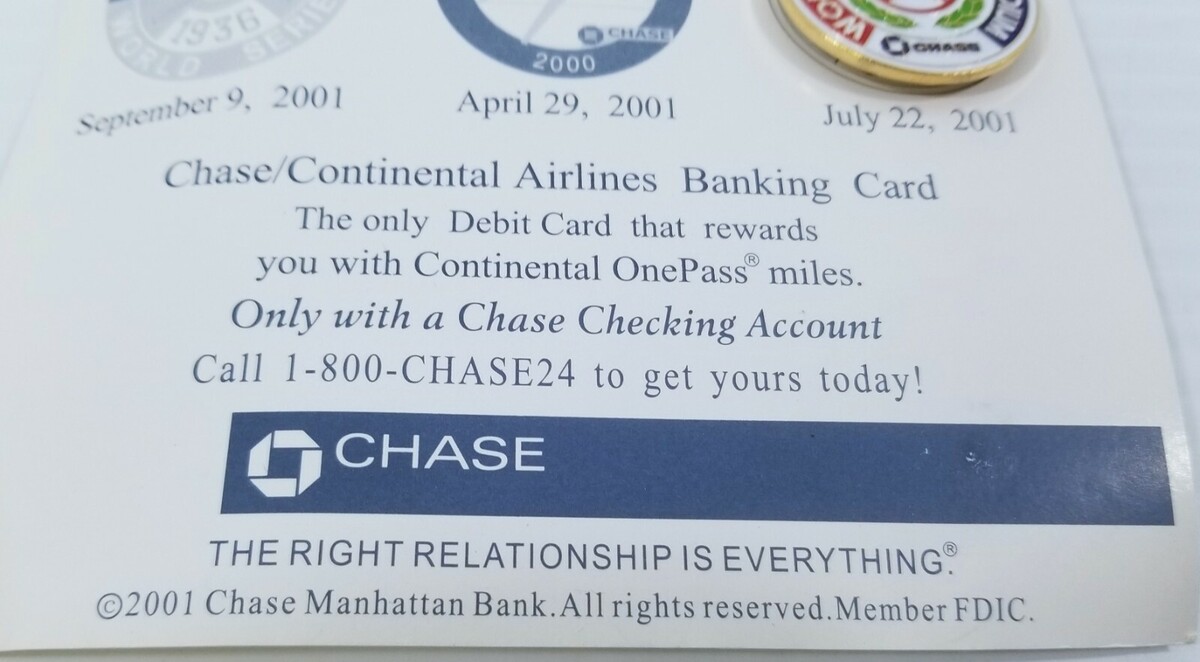 1936
WORLD SERIES
CHASE
2000
CHASE
September 9, 2001
April 29, 2001
July 22, 2001
Chase/Continental Airlines Banking Card
The only Debit Card that rewards
you with Continental OnePass® miles.
Only with a Chase Checking Account
Call 1-800-CHASE24 to get yours today!
CHASE
THE RIGHT RELATIONSHIP IS EVERYTHING.®
©2001 Chase Manhattan Bank.All rights reserved.Member FDIC.